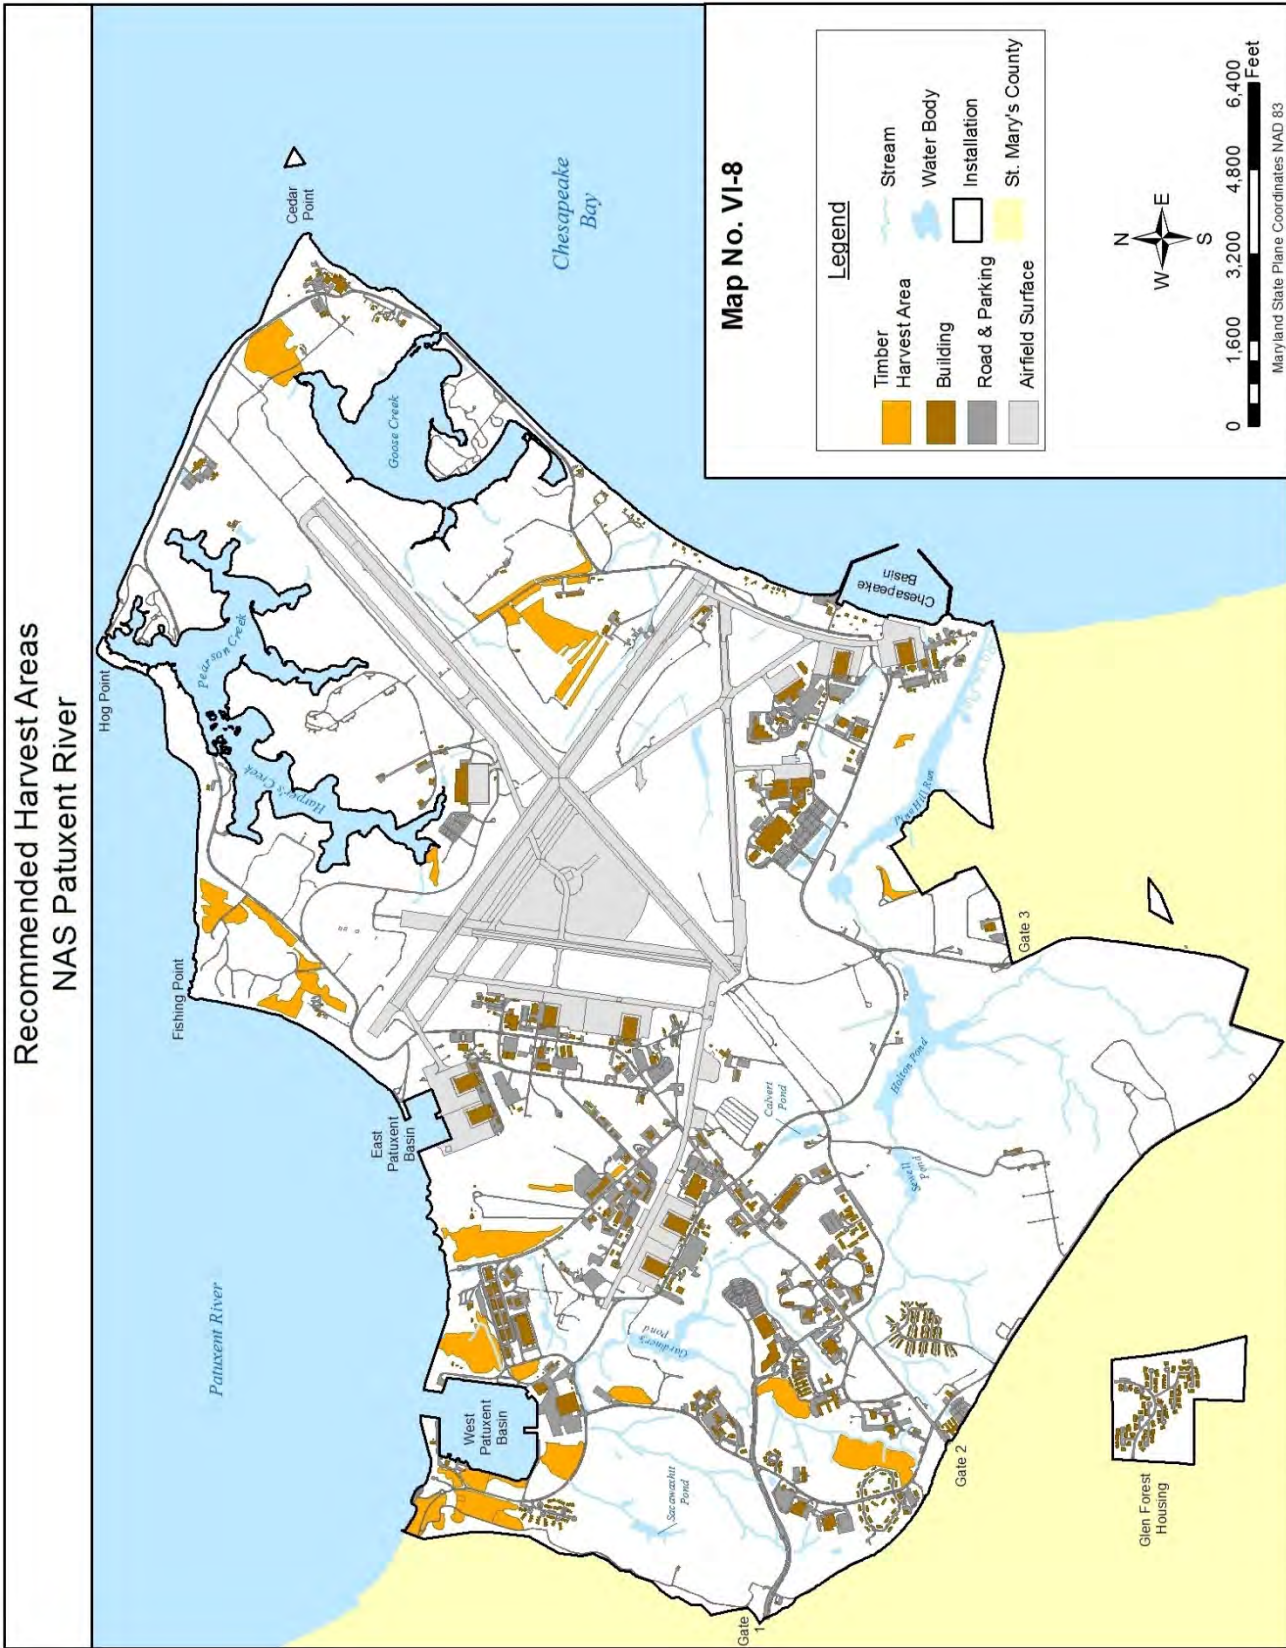 Recommended Harvest Areas
NAS Patuxent River
Patuxent River
Hog Point
Cedar
Point
Fishing Point
Pearson Creek
Harper's Creek
Goose Creek
Chesapeake
Bay
East
Patuxent
Basin
West
Patuxent
Basin
Chesapeake
Basin
Gardiner's
Pond
Sacawaxhit
Pond
Calvert
Pond
Sewell
Pond
Holton Pond
Pine Hill Run
Gate
1
Gate 2
Gate 3
Glen Forest
Housing
Map No. VI-8
Legend
Timber
Harvest Area
Building
Road & Parking
Airfield Surface
Stream
Water Body
Installation
St. Mary's County
N
W
E
S
0 1,600 3,200 4,800 6,400
Feet
Maryland State Plane Coordinates NAD 83